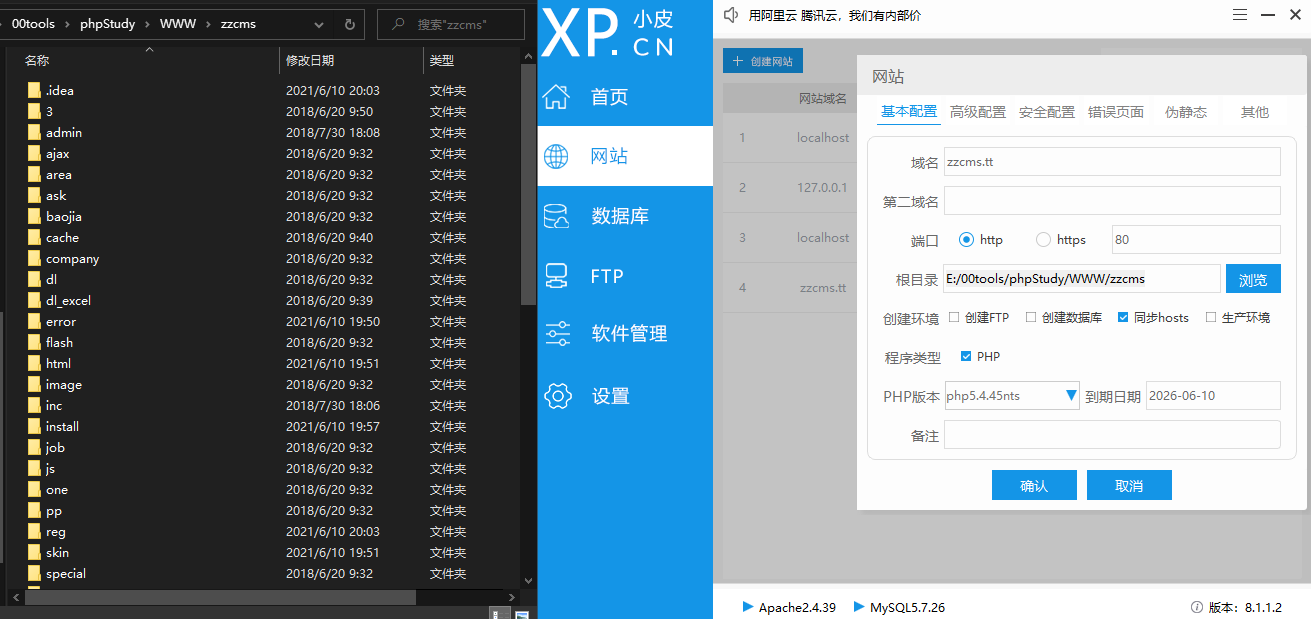 00tools › phpStudy › WWW › zzcms
搜索"zzcms"
名称 修改日期 类型
.idea 2021/6/10 20:03 文件夹
3 2018/6/20 9:50 文件夹
admin 2018/7/30 18:08 文件夹
ajax 2018/6/20 9:32 文件夹
area 2018/6/20 9:32 文件夹
ask 2018/6/20 9:32 文件夹
baojia 2018/6/20 9:32 文件夹
cache 2018/6/20 9:40 文件夹
company 2018/6/20 9:32 文件夹
dl 2018/6/20 9:32 文件夹
dl_excel 2018/6/20 9:39 文件夹
error 2021/6/10 19:50 文件夹
flash 2018/6/20 9:32 文件夹
html 2021/6/10 19:51 文件夹
image 2018/6/20 9:32 文件夹
inc 2018/7/30 18:06 文件夹
install 2021/6/10 19:57 文件夹
job 2018/6/20 9:32 文件夹
js 2018/6/20 9:32 文件夹
one 2018/6/20 9:32 文件夹
pp 2018/6/20 9:32 文件夹
reg 2021/6/10 20:03 文件夹
skin 2021/6/10 19:51 文件夹
special 2018/6/20 9:32 文件夹
XP. 小皮
CN
首页
网站
数据库
FTP
软件管理
设置
用阿里云 腾讯云，我们有内部价
创建网站
网站域名
1 localhost
2 127.0.0.1
3 localhost
4 zzcms.tt
网站
基本配置 高级配置 安全配置 错误页面 伪静态 其他
域名 zzcms.tt
第二域名
端口 http https 80
根目录 E:/00tools/phpStudy/WWW/zzcms 浏览
创建环境 创建FTP 创建数据库 同步hosts 生产环境
程序类型 PHP
PHP版本 php5.4.45nts 到期日期 2026-06-10
备注
确认 取消
Apache2.4.39 MySQL5.7.26 版本：8.1.1.2